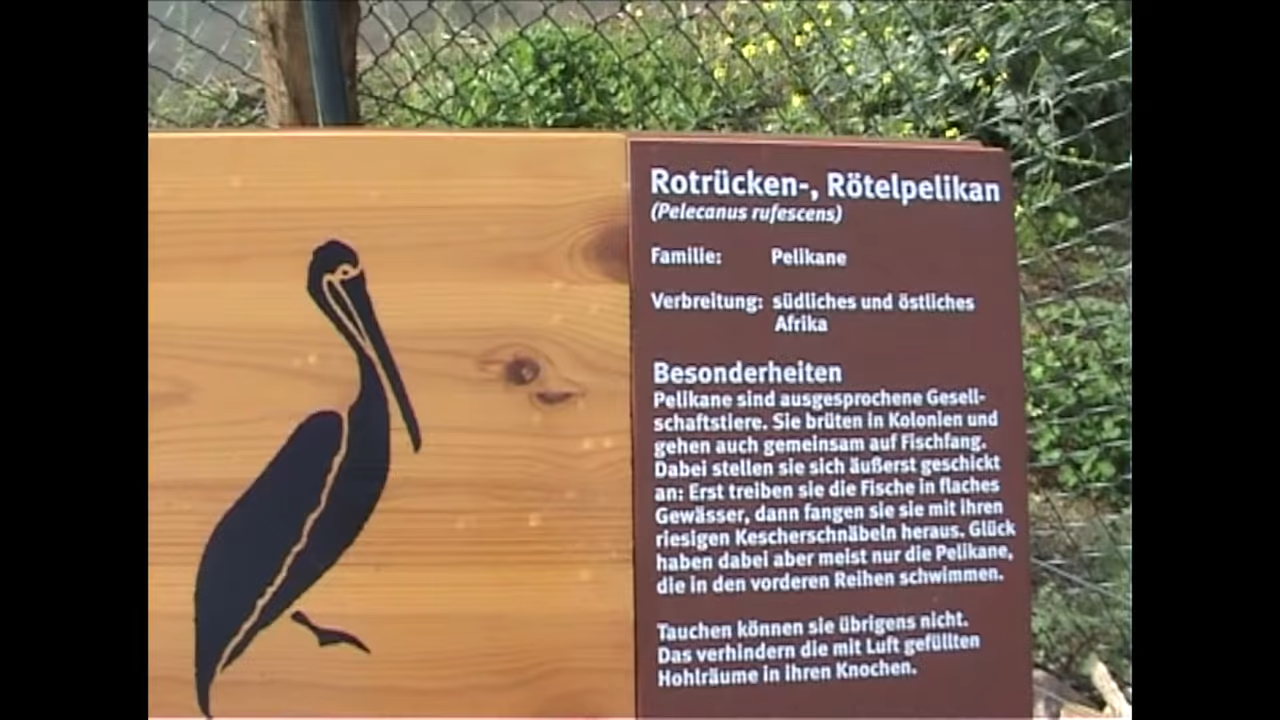 Rotrücken-, Rötelpelikan
(Pelecanus rufescens)
Familie: Pelikane
Verbreitung: südliches und östliches
Afrika
Besonderheiten
Pelikane sind ausgesprochene Gesell-
schaftstiere. Sie brüten in Kolonien und
gehen auch gemeinsam auf Fischfang.
Dabei stellen sie sich äußerst geschickt
an: Erst treiben sie die Fische in flaches
Gewässer, dann fangen sie sie mit ihren
riesigen Kescherschnäbeln heraus. Glück
haben dabei aber meist nur die Pelikane,
die in den vorderen Reihen schwimmen.
Tauchen können sie übrigens nicht.
Das verhindern die mit Luft gefüllten
Hohlräume in ihren Knochen.